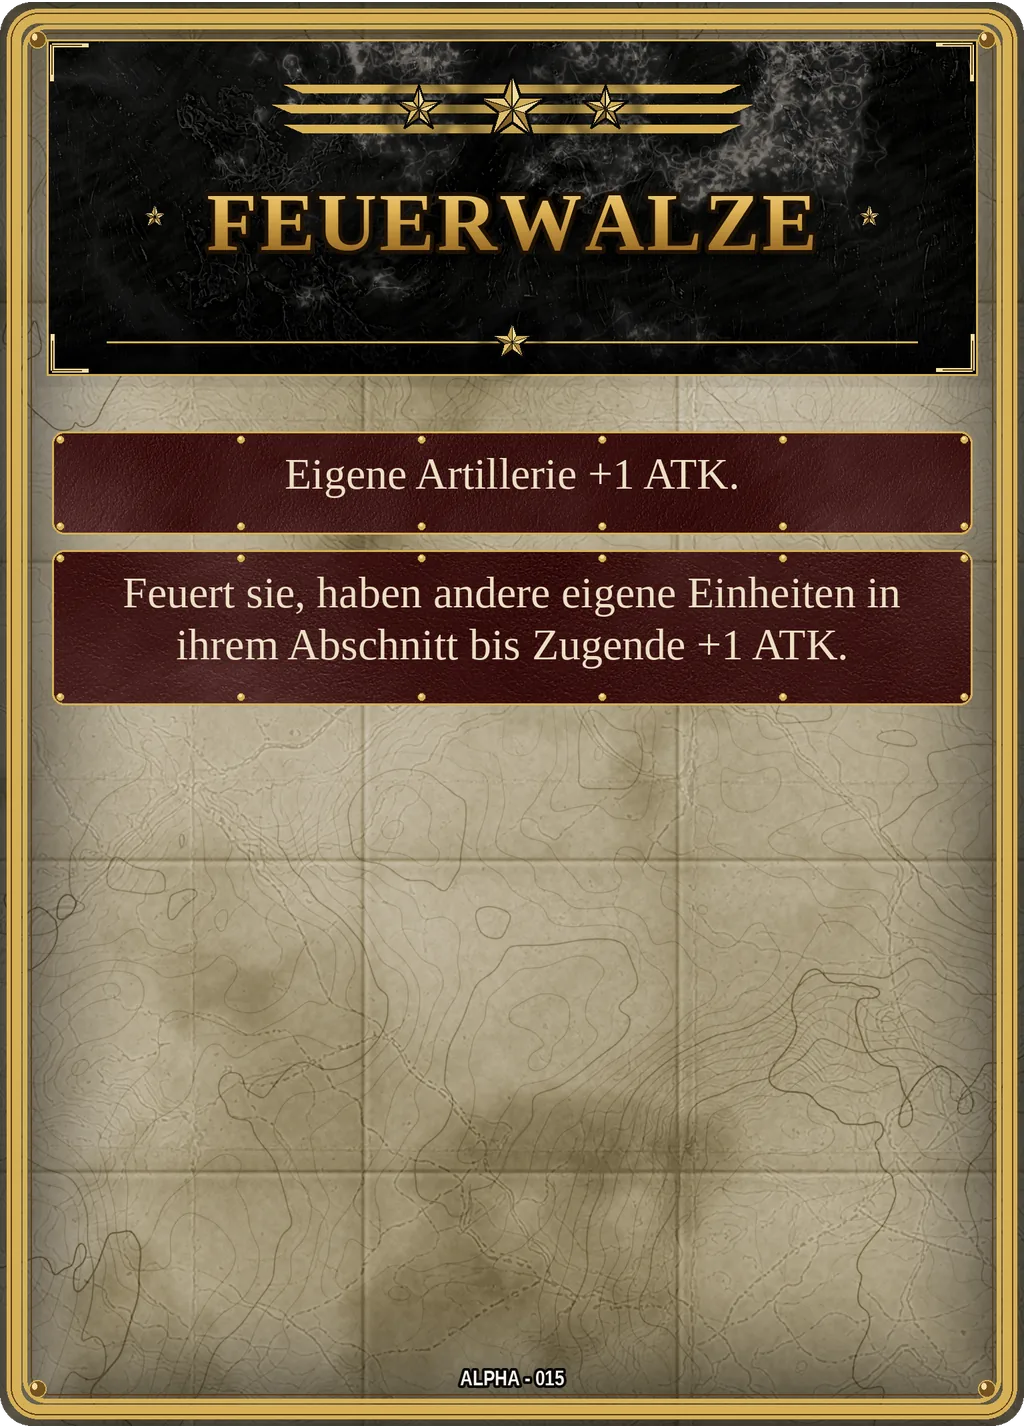 FEUERWALZE
Eigene Artillerie +1 ATK.
Feuert sie, haben andere eigene Einheiten in
ihrem Abschnitt bis Zugende +1 ATK.
ALPHA - 015